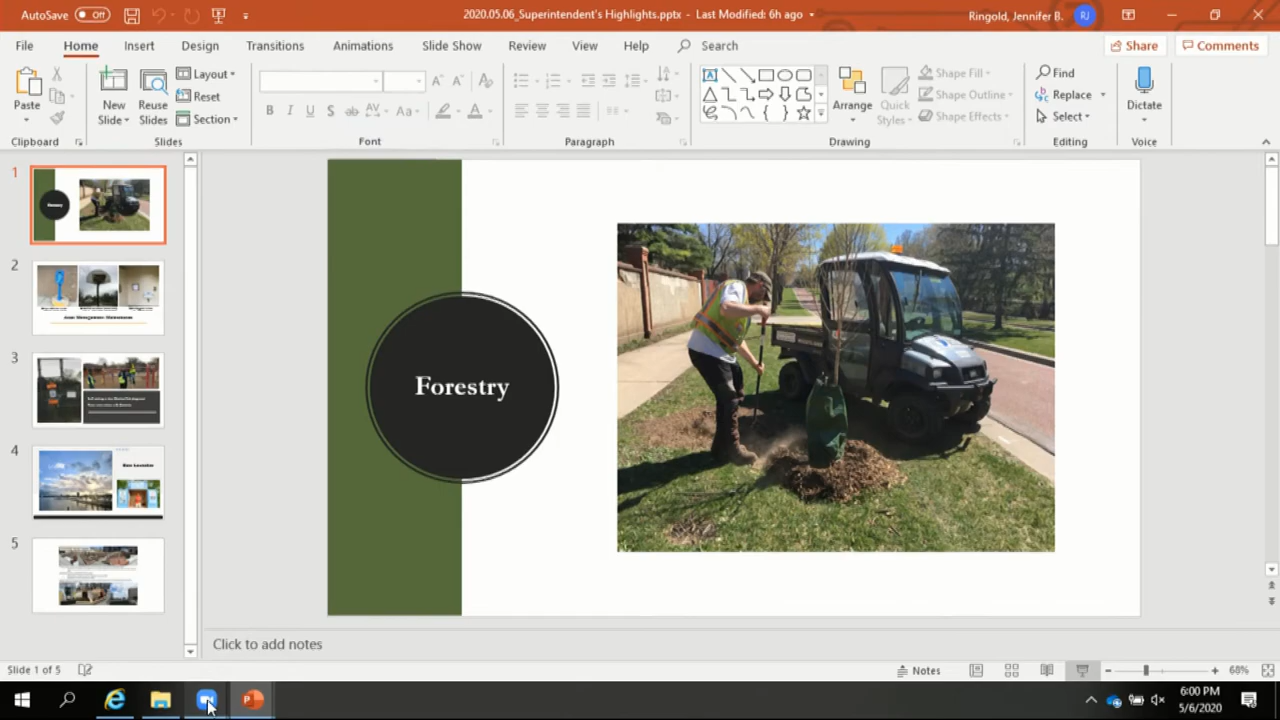 AutoSave Off 2020.05.06_Superintendent's Highlights.pptx - Last Modified: 6h ago Ringold, Jennifer B. RJ
File Home Insert Design Transitions Animations Slide Show Review View Help Search Share Comments
Paste
New Slide
Reuse Slides
Layout
Reset
Section
Quick Styles
Arrange
Shape Fill
Shape Outline
Shape Effects
Find
Replace
Select
Dictate
Clipboard Slides Font Paragraph Drawing Editing Voice
1
Forestry
2
3
4
5
Forestry
Click to add notes
Slide 1 of 5 Notes 68%
6:00 PM
5/6/2020